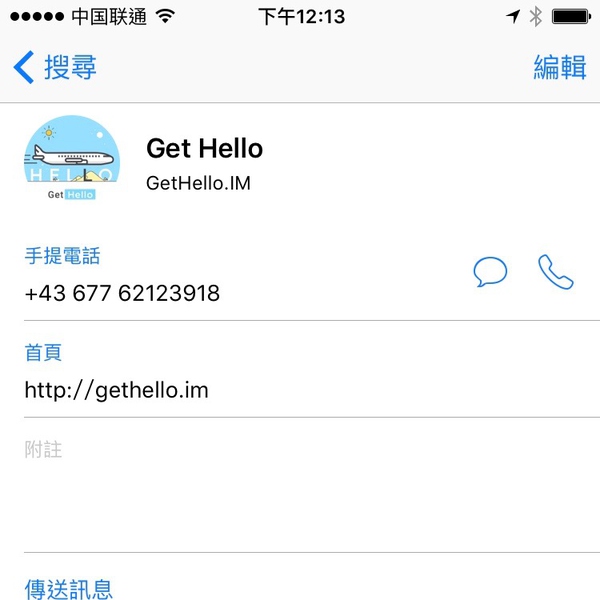 中国联通
下午12:13
搜尋
編輯
HELLO
Get Hello
Get Hello
GetHello.IM
手提電話
+43 677 62123918
首頁
http://gethello.im
附註
傳送訊息